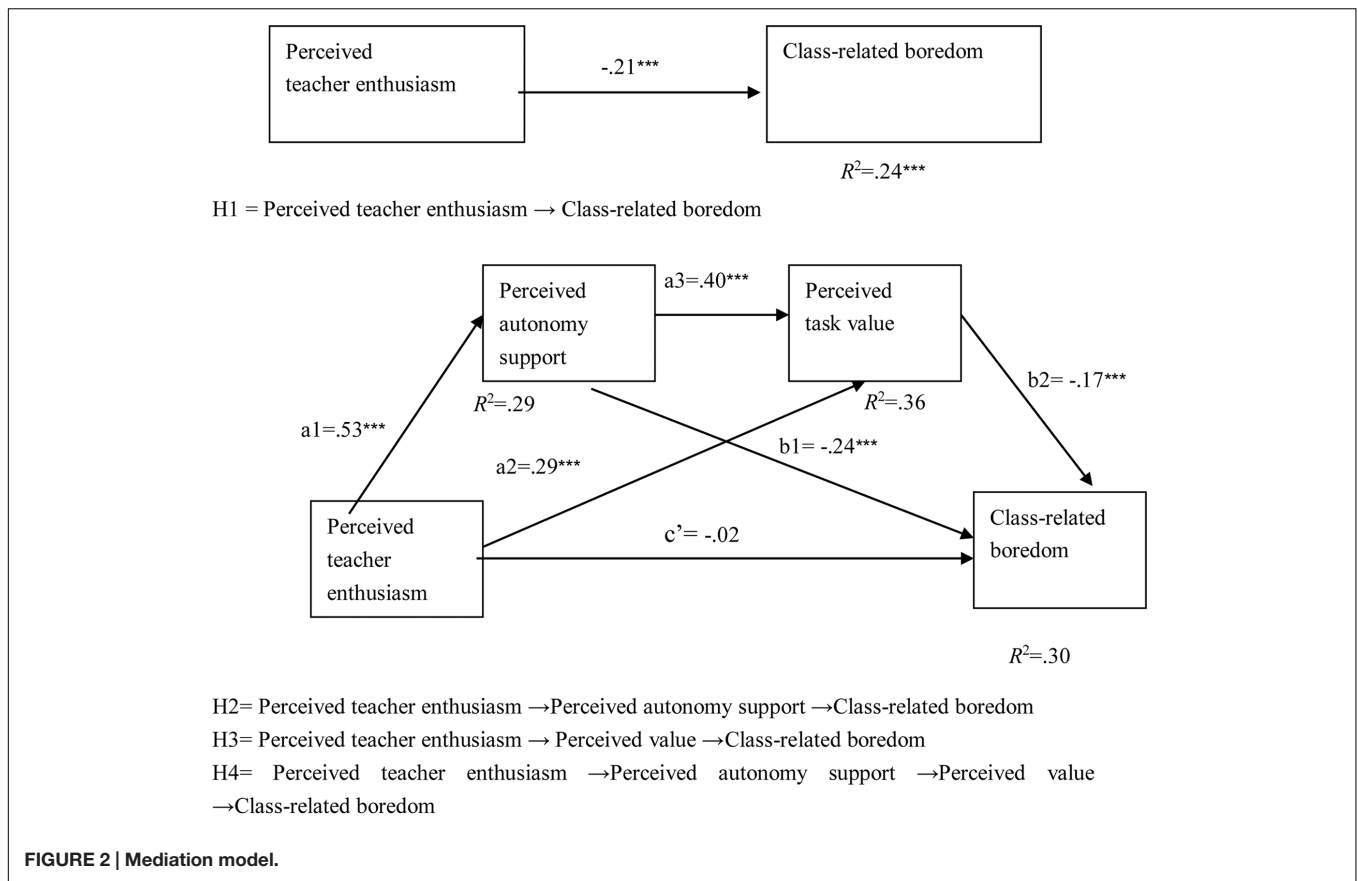 Perceived
teacher enthusiasm
-.21***
Class-related boredom
R²=.24***
H1 = Perceived teacher enthusiasm → Class-related boredom
Perceived
autonomy
support
a3=.40***
Perceived
task value
R²=.29
R²=.36
b2= -.17***
a1=.53***
a2=.29***
b1= -.24***
Perceived
teacher
enthusiasm
c’= -.02
Class-related
boredom
R²=.30
H2= Perceived teacher enthusiasm →Perceived autonomy support →Class-related boredom
H3= Perceived teacher enthusiasm → Perceived value →Class-related boredom
H4= Perceived teacher enthusiasm →Perceived autonomy support →Perceived value
→Class-related boredom
FIGURE 2 | Mediation model.